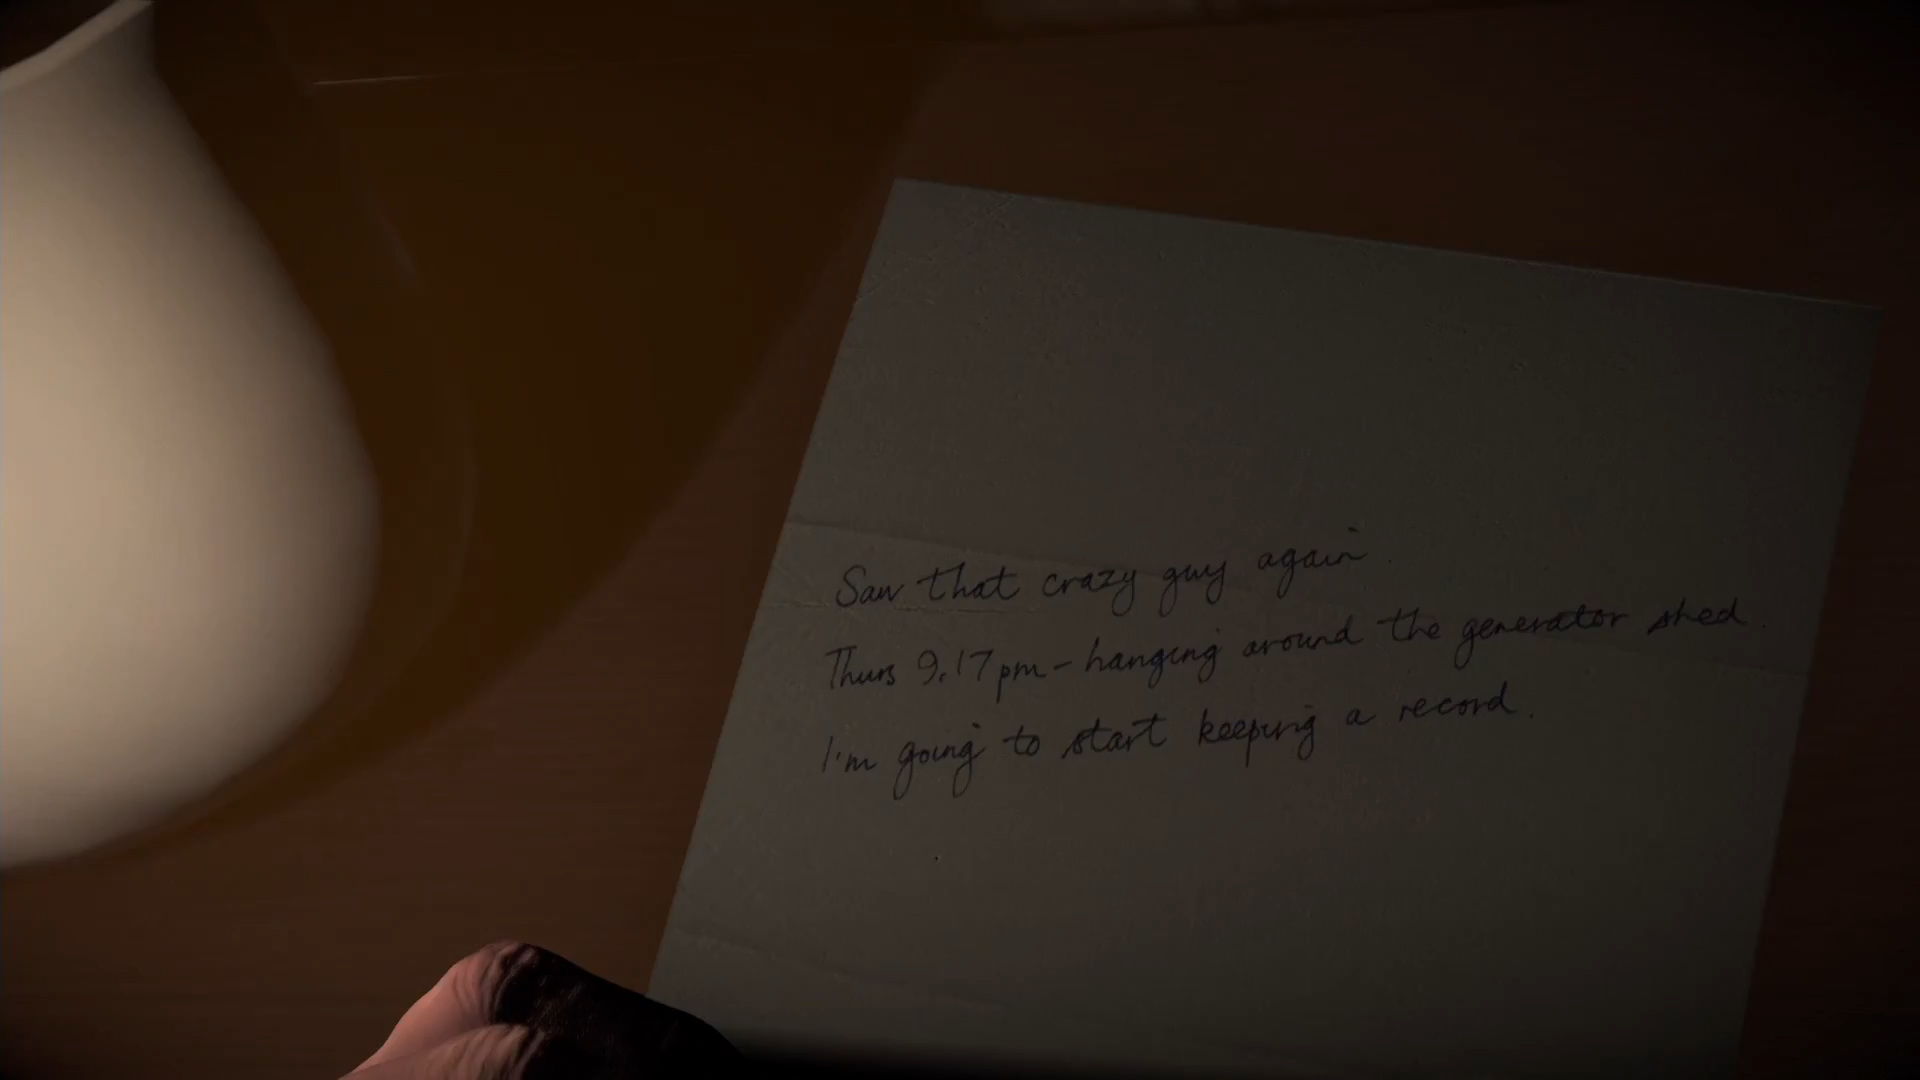 Saw that crazy guy again.
Thurs 9.17pm - hanging around the generator shed.
I'm going to start keeping a record.